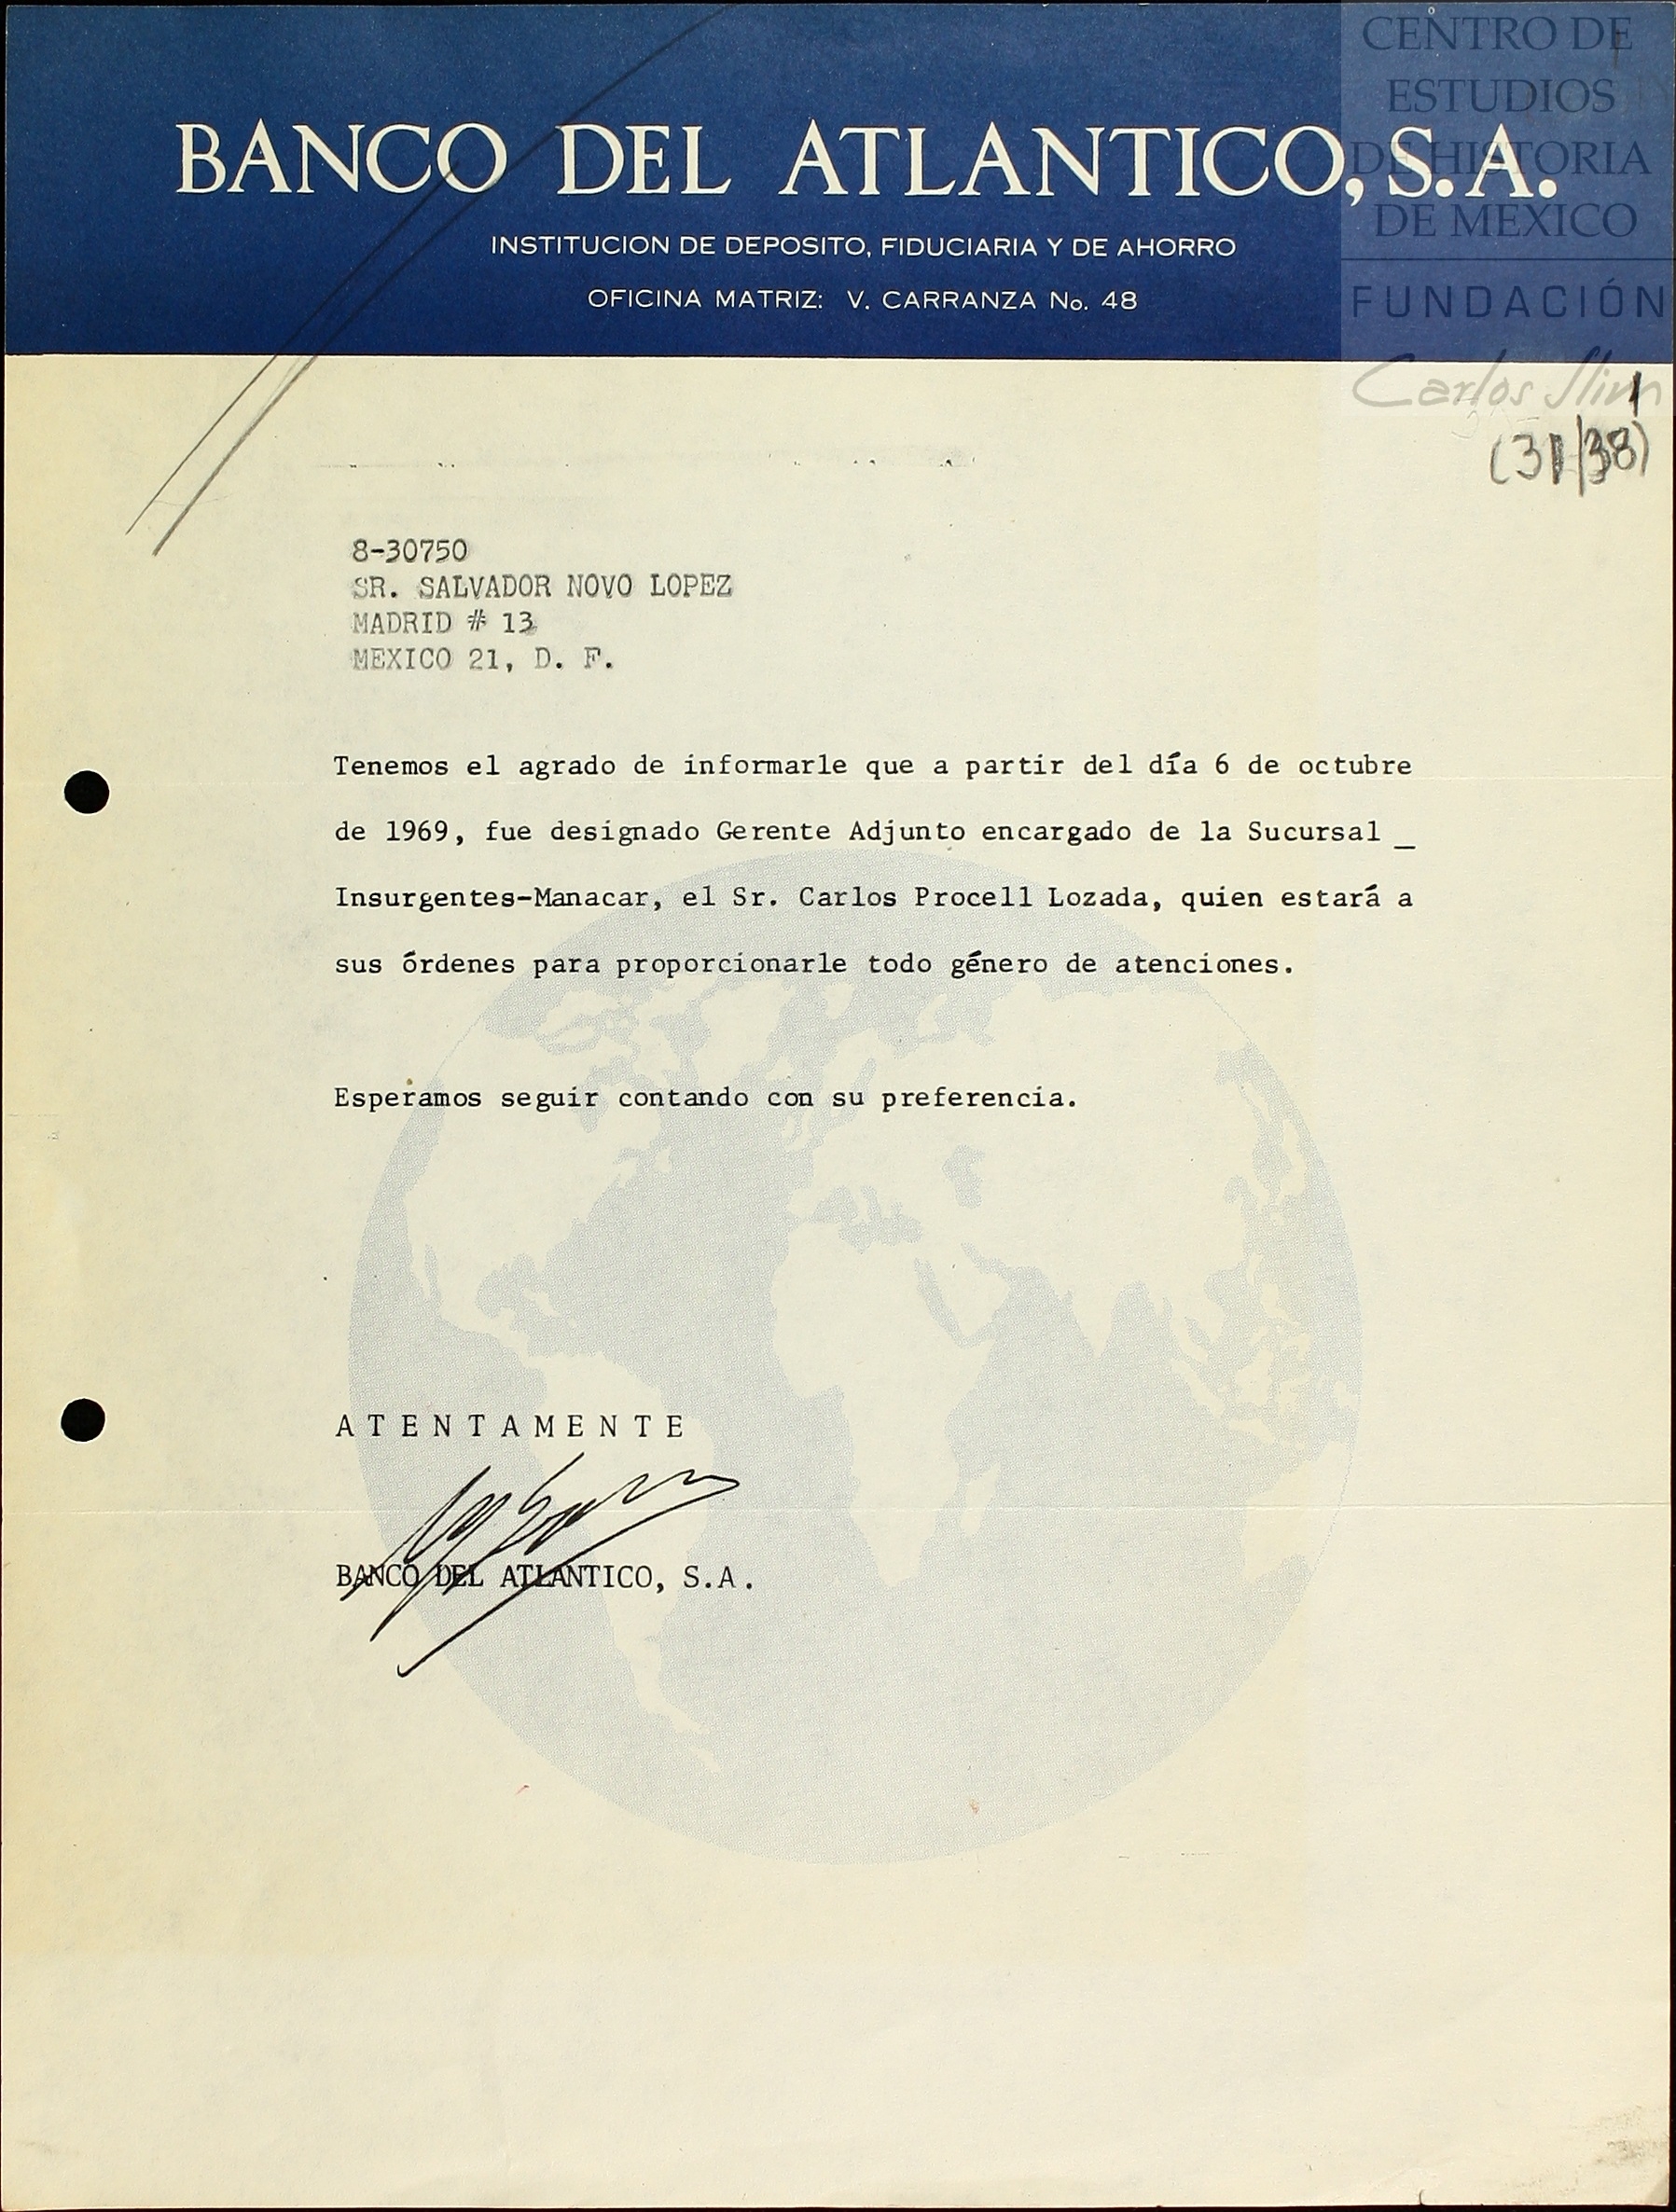 BANCO DEL ATLANTICO, S.A.
INSTITUCION DE DEPOSITO, FIDUCIARIA Y DE AHORRO
OFICINA MATRIZ: V. CARRANZA No. 48
CENTRO DE
ESTUDIOS
DE HISTORIA
DE MEXICO
FUNDACIÓN
Carlos Slim
1
(31/38)
8-30750
SR. SALVADOR NOVO LOPEZ
MADRID # 13
MEXICO 21, D. F.
Tenemos el agrado de informarle que a partir del día 6 de octubre
de 1969, fue designado Gerente Adjunto encargado de la Sucursal _
Insurgentes-Manacar, el Sr. Carlos Procell Lozada, quien estará a
sus órdenes para proporcionarle todo género de atenciones.
Esperamos seguir contando con su preferencia.
A T E N T A M E N T E
BANCO DEL ATLANTICO, S.A.